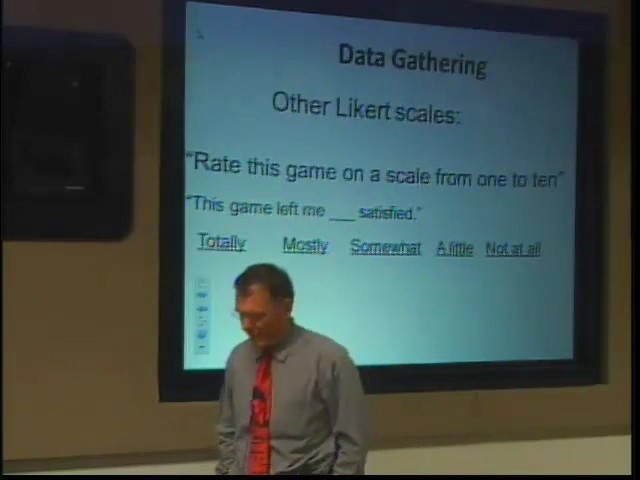 Data Gathering
Other Likert scales:
"Rate this game on a scale from one to ten"
"This game left me ___ satisfied."
Totally Mostly Somewhat A little Not at all